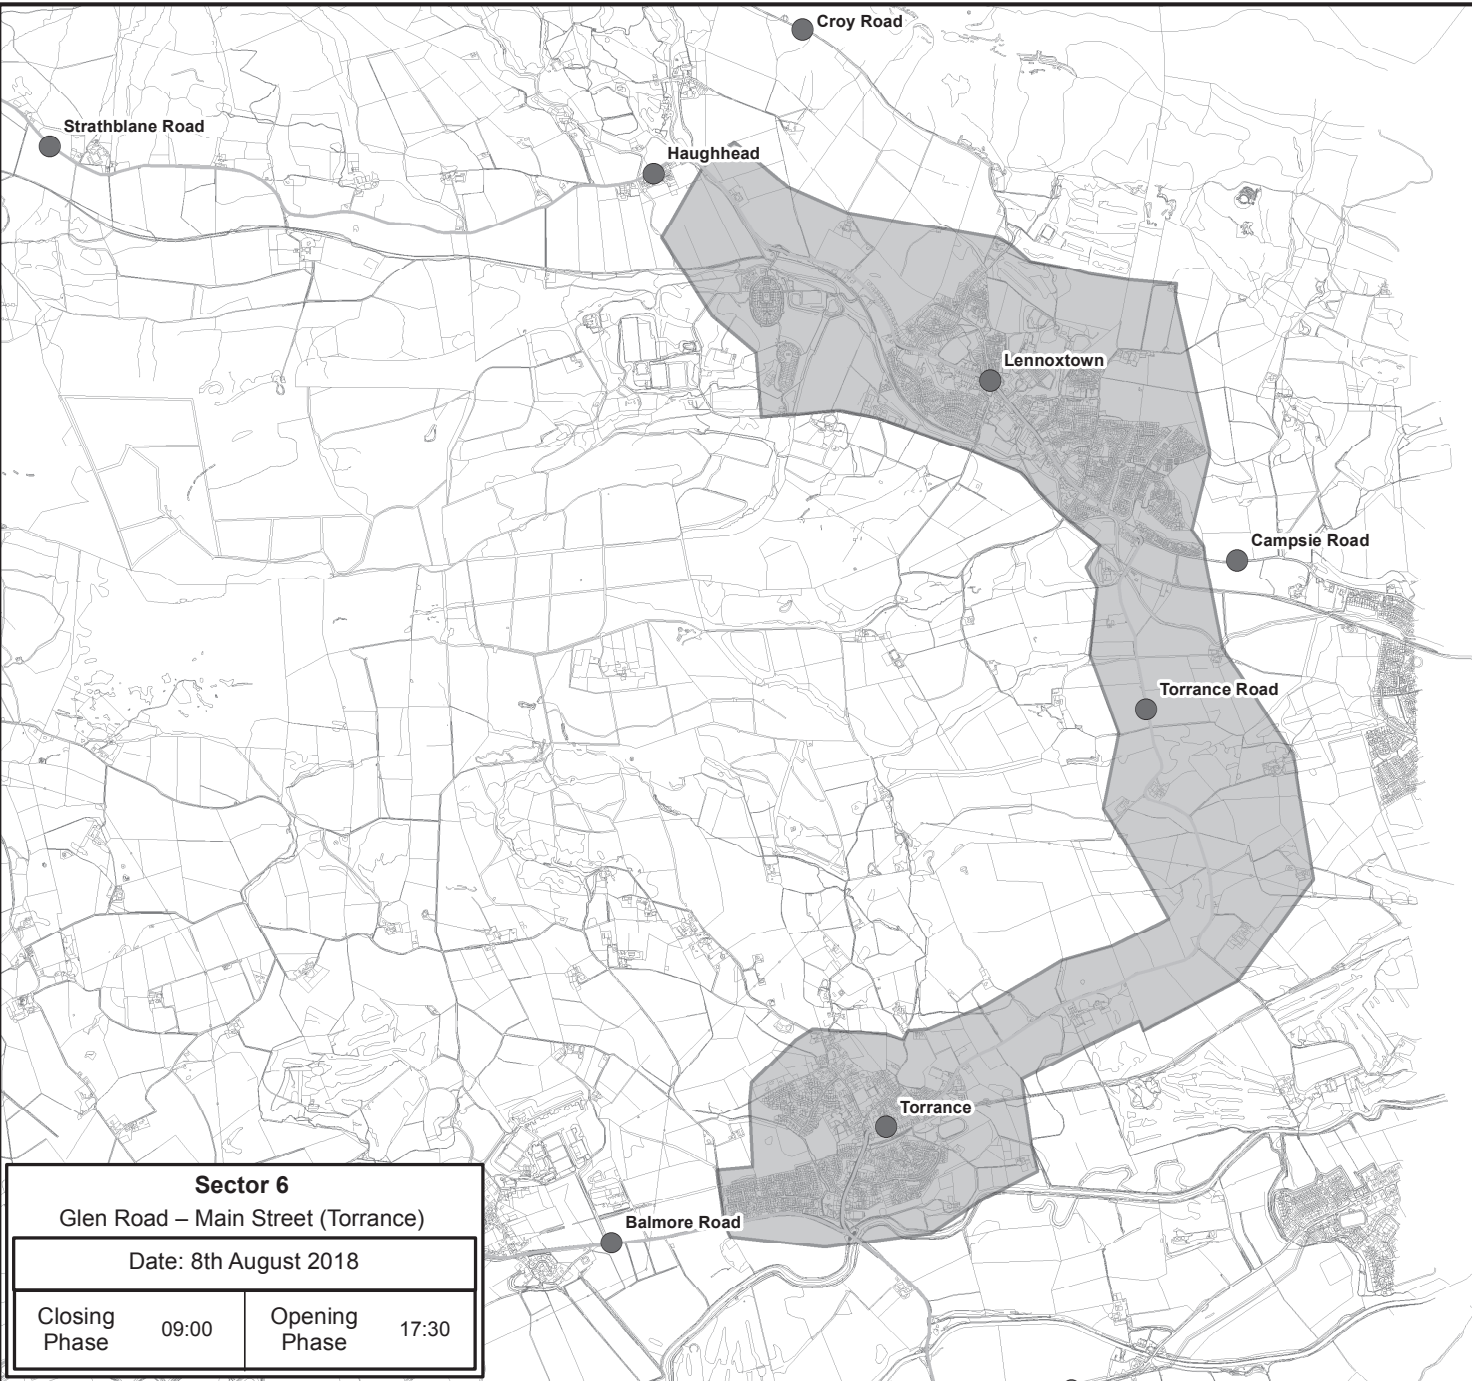 Croy Road
Strathblane Road
Haughhead
Lennoxtown
Campsie Road
Torrance Road
Torrance
Balmore Road
Sector 6
Glen Road – Main Street (Torrance)
Date: 8th August 2018
Closing
Phase
09:00
Opening
Phase
17:30